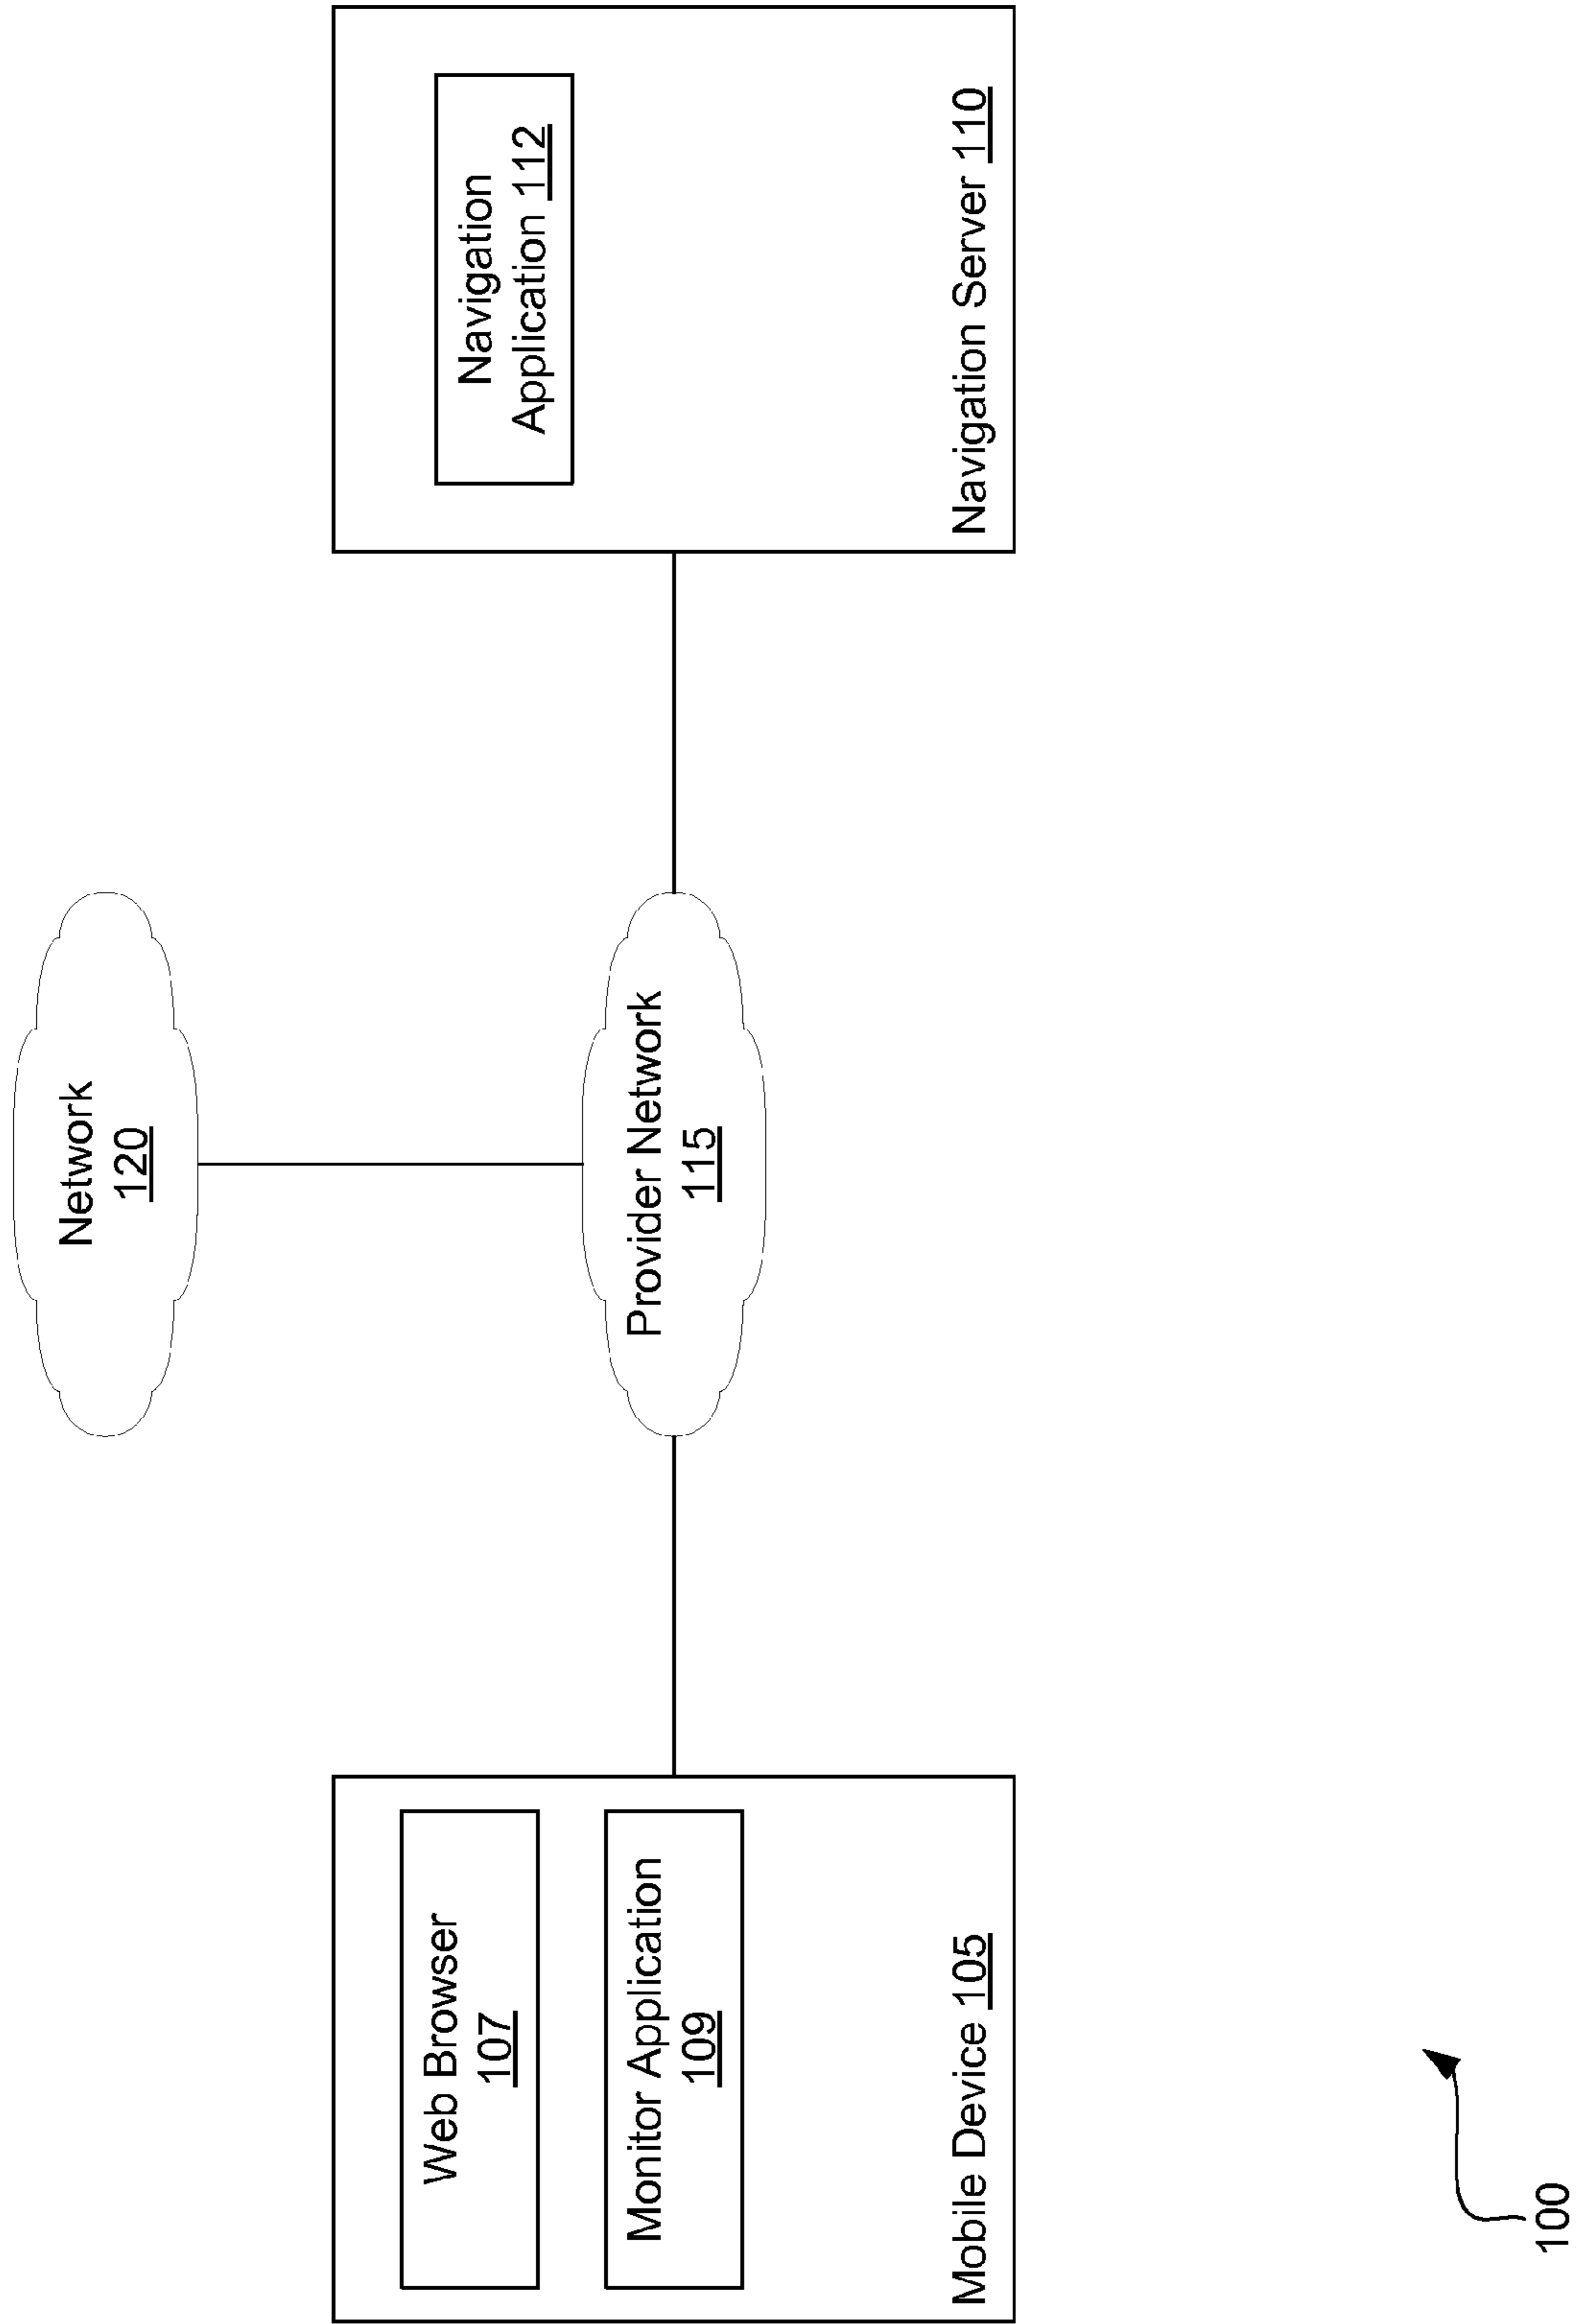 Network
120
Web Browser
107
Monitor Application
109
Mobile Device 105
Provider Network
115
Navigation
Application 112
Navigation Server 110
100